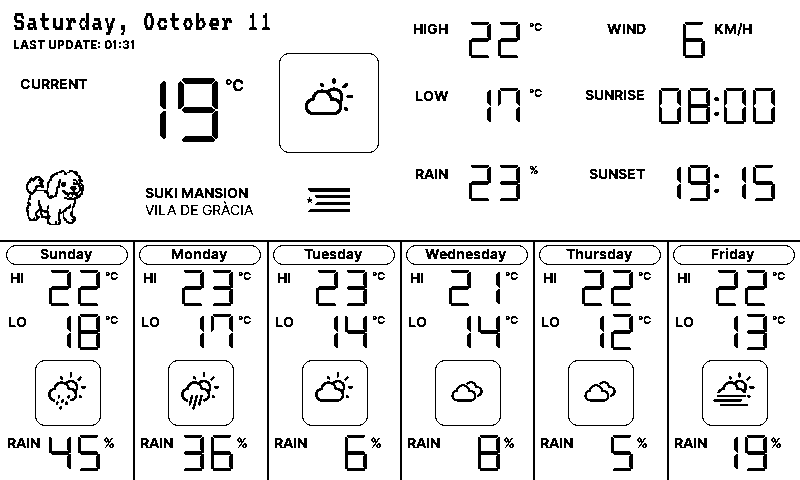 Saturday, October 11
LAST UPDATE: 01:31
CURRENT 19 °C
SUKI MANSION
VILA DE GRÀCIA
HIGH 22 °C
LOW 17 °C
RAIN 23 %
WIND 6 KM/H
SUNRISE 08:00
SUNSET 19:15
Sunday
HI 22 °C
LO 18 °C
RAIN 45 %
Monday
HI 23 °C
LO 17 °C
RAIN 36 %
Tuesday
HI 23 °C
LO 14 °C
RAIN 6 %
Wednesday
HI 21 °C
LO 14 °C
RAIN 8 %
Thursday
HI 22 °C
LO 12 °C
RAIN 5 %
Friday
HI 22 °C
LO 13 °C
RAIN 19 %